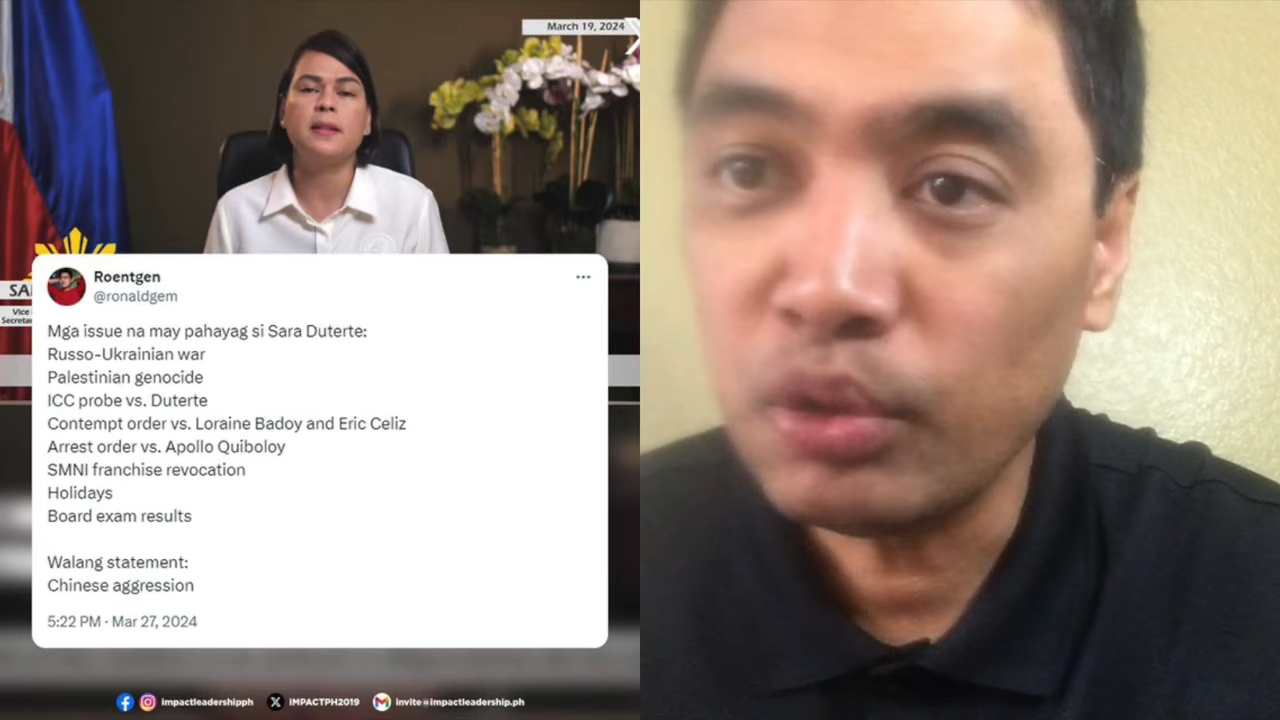 March 19, 2024
SA
Vice
Secreta
Roentgen
@ronaldgem
Mga issue na may pahayag si Sara Duterte:
Russo-Ukrainian war
Palestinian genocide
ICC probe vs. Duterte
Contempt order vs. Loraine Badoy and Eric Celiz
Arrest order vs. Apollo Quiboloy
SMNI franchise revocation
Holidays
Board exam results
Walang statement:
Chinese aggression
5:22 PM · Mar 27, 2024
impactleadershipph
iMPACTPH2019
invite@impactleadership.ph